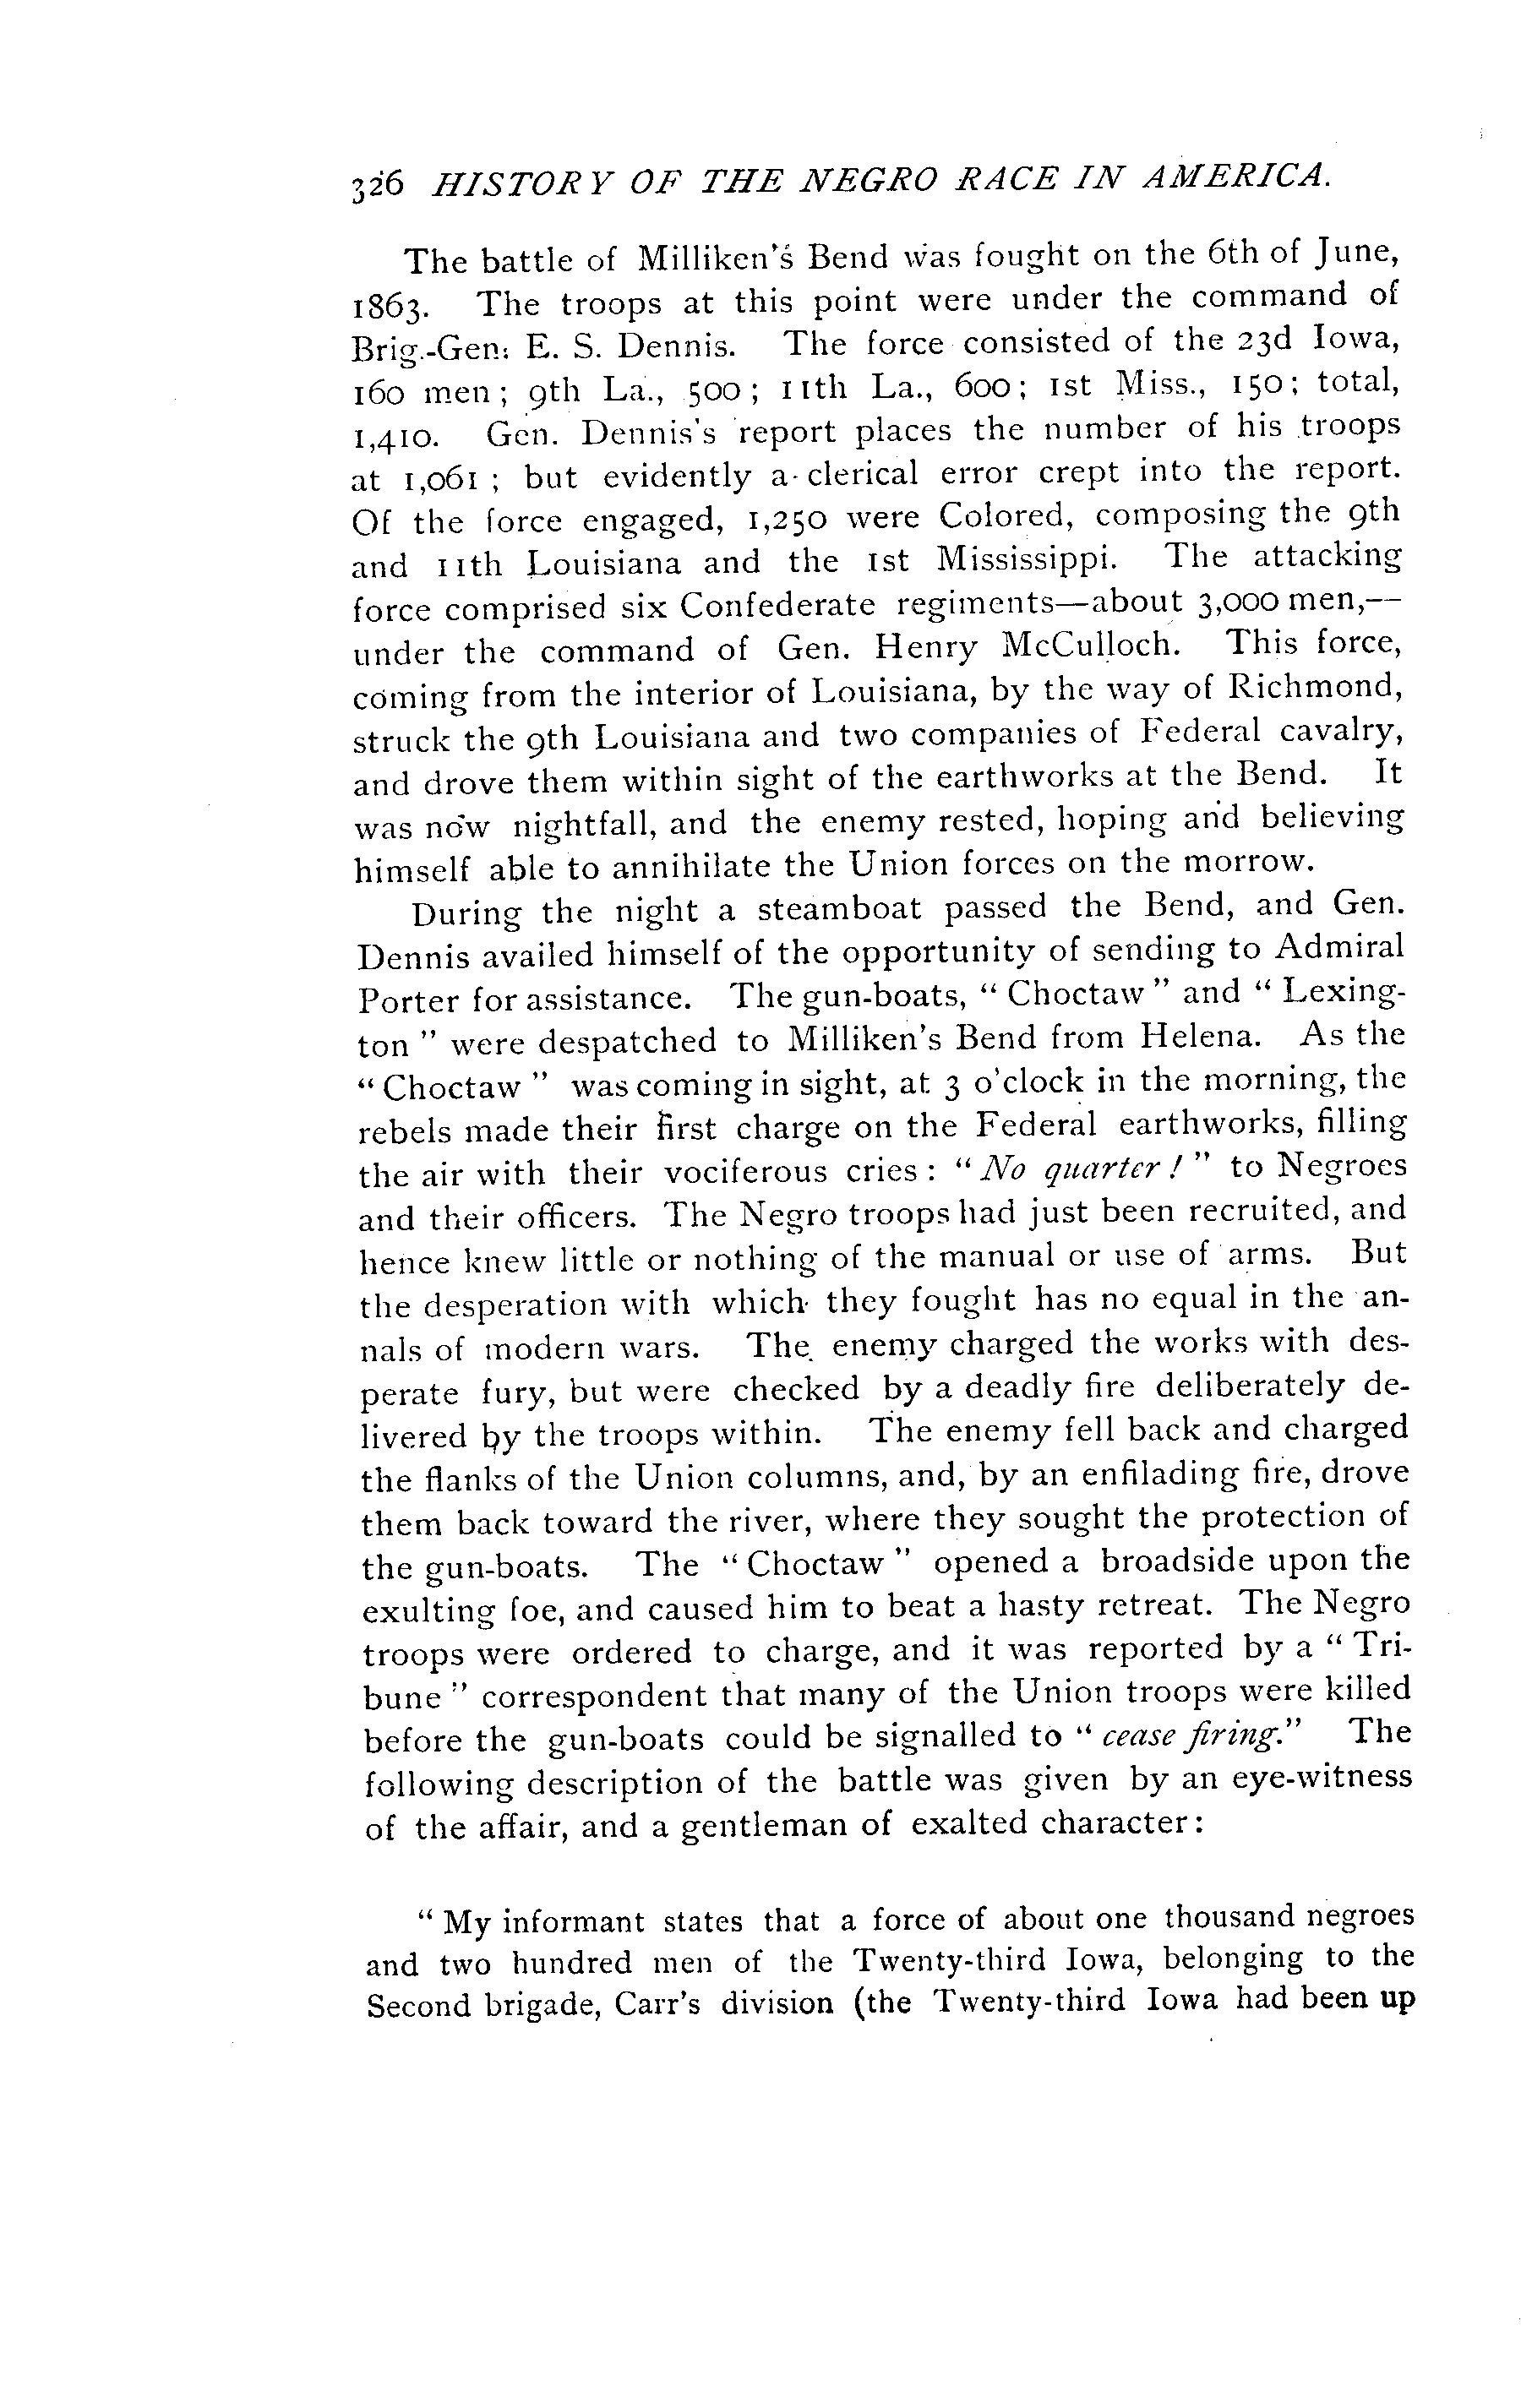 326 HISTORY OF THE NEGRO RACE IN AMERICA.
The battle of Milliken's Bend was fought on the 6th of June,
1863. The troops at this point were under the command of
Brig.-Gen. E. S. Dennis. The force consisted of the 23d Iowa,
160 men; 9th La., 500; 11th La., 600; 1st Miss., 150; total,
1,410. Gen. Dennis's report places the number of his troops
at 1,061; but evidently a clerical error crept into the report.
Of the force engaged, 1,250 were Colored, composing the 9th
and 11th Louisiana and the 1st Mississippi. The attacking
force comprised six Confederate regiments—about 3,000 men,—
under the command of Gen. Henry McCulloch. This force,
coming from the interior of Louisiana, by the way of Richmond,
struck the 9th Louisiana and two companies of Federal cavalry,
and drove them within sight of the earthworks at the Bend. It
was now nightfall, and the enemy rested, hoping and believing
himself able to annihilate the Union forces on the morrow.
During the night a steamboat passed the Bend, and Gen.
Dennis availed himself of the opportunity of sending to Admiral
Porter for assistance. The gun-boats, "Choctaw" and "Lexing-
ton" were despatched to Milliken's Bend from Helena. As the
"Choctaw" was coming in sight, at 3 o'clock in the morning, the
rebels made their first charge on the Federal earthworks, filling
the air with their vociferous cries: "No quarter!" to Negroes
and their officers. The Negro troops had just been recruited, and
hence knew little or nothing of the manual or use of arms. But
the desperation with which they fought has no equal in the an-
nals of modern wars. The enemy charged the works with des-
perate fury, but were checked by a deadly fire deliberately de-
livered by the troops within. The enemy fell back and charged
the flanks of the Union columns, and, by an enfilading fire, drove
them back toward the river, where they sought the protection of
the gun-boats. The "Choctaw" opened a broadside upon the
exulting foe, and caused him to beat a hasty retreat. The Negro
troops were ordered to charge, and it was reported by a "Tri-
bune" correspondent that many of the Union troops were killed
before the gun-boats could be signalled to "cease firing." The
following description of the battle was given by an eye-witness
of the affair, and a gentleman of exalted character:
"My informant states that a force of about one thousand negroes
and two hundred men of the Twenty-third Iowa, belonging to the
Second brigade, Carr's division (the Twenty-third Iowa had been up